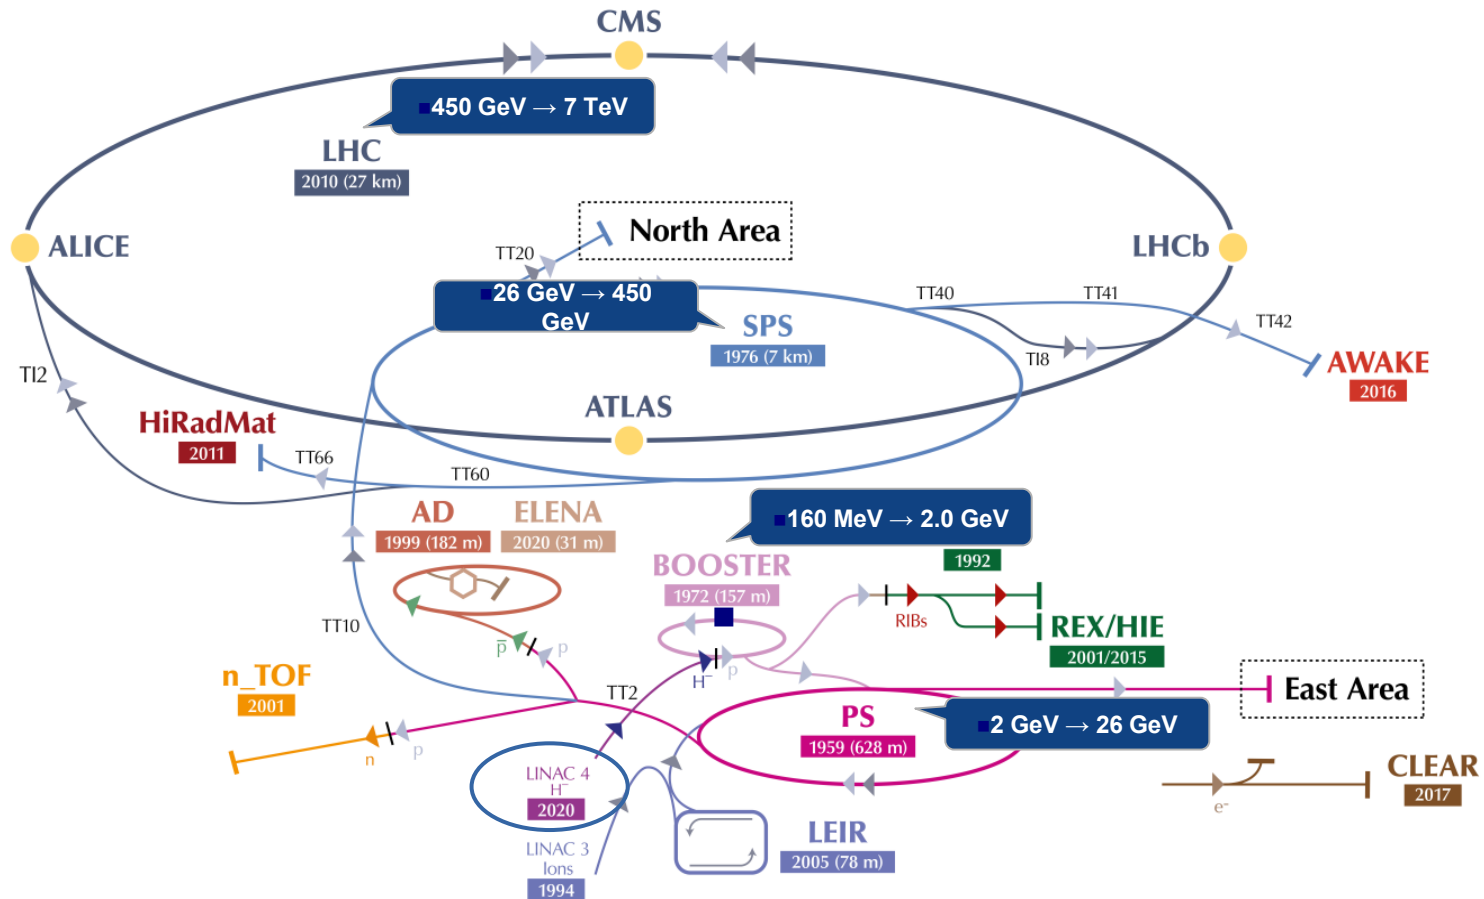 CMS
■450 GeV → 7 TeV
LHC
2010 (27 km)
North Area
ALICE
LHCb
TT20
■26 GeV → 450
GeV
SPS
1976 (7 km)
TT40
TT41
TT42
TI8
AWAKE
2016
TI2
ATLAS
HiRadMat
2011
TT66
TT60
AD
1999 (182 m)
ELENA
2020 (31 m)
■160 MeV → 2.0 GeV
1992
BOOSTER
1972 (157 m)
RIBs
REX/HIE
2001/2015
TT10
p̅
p
H⁻
p
n_TOF
2001
TT2
East Area
PS
1959 (628 m)
■2 GeV → 26 GeV
n
p
LINAC 4
H⁻
2020
CLEAR
2017
e⁻
LINAC 3
Ions
1994
LEIR
2005 (78 m)